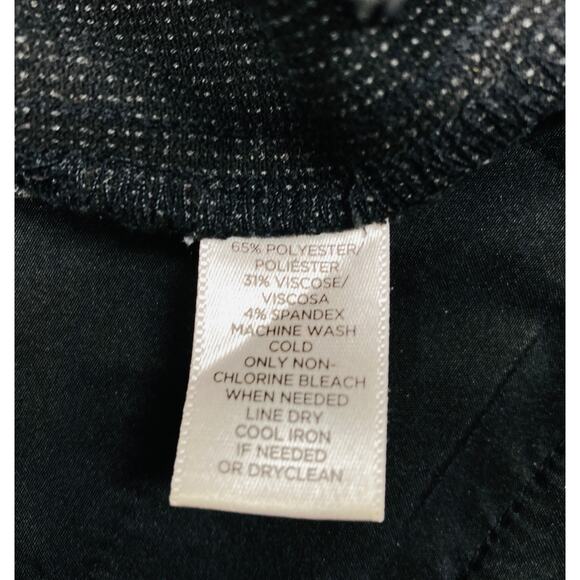 65% POLYESTER/
POLIÉSTER
31% VISCOSE/
VISCOSA
4% SPANDEX
MACHINE WASH
COLD
ONLY NON-
CHLORINE BLEACH
WHEN NEEDED
LINE DRY
COOL IRON
IF NEEDED
OR DRYCLEAN